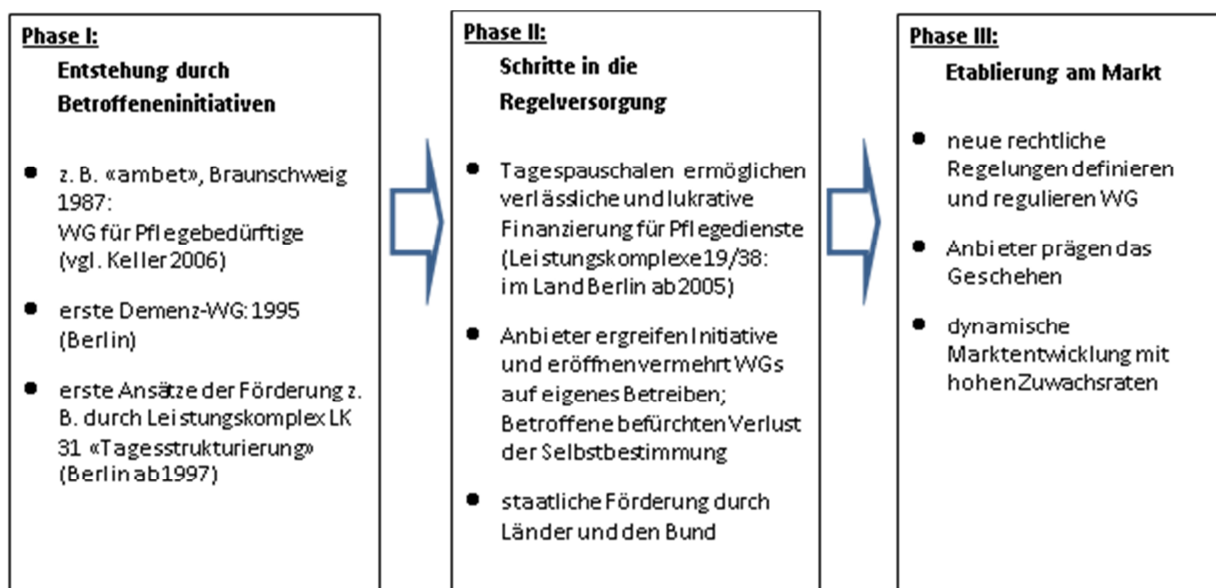 Phase I:
Entstehung durch
Betroffeneninitiativen
● z. B. «ambet», Braunschweig
1987:
WG für Pflegebedürftige
(vgl. Keller 2006)
● erste Demenz-WG: 1995
(Berlin)
● erste Ansätze der Förderung z.
B. durch Leistungskomplex LK
31 «Tagesstrukturierung»
(Berlin ab 1997)
Phase II:
Schritte in die
Regelversorgung
● Tagespauschalen ermöglichen
verlässliche und lukrative
Finanzierung für Pflegedienste
(Leistungskomplexe 19/38:
im Land Berlin ab 2005)
● Anbieter ergreifen Initiative
und eröffnen vermehrt WGs
auf eigenes Betreiben;
Betroffene befürchten Verlust
der Selbstbestimmung
● staatliche Förderung durch
Länder und den Bund
Phase III:
Etablierung am Markt
● neue rechtliche
Regelungen definieren
und regulieren WG
● Anbieter prägen das
Geschehen
● dynamische
Marktentwicklung mit
hohen Zuwachsraten